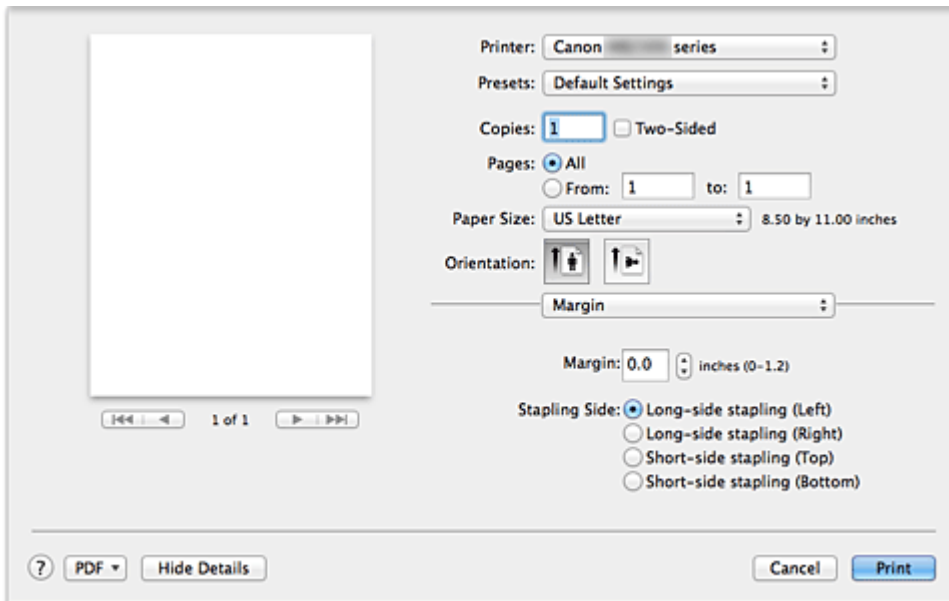 Printer: Canon series
Presets: Default Settings
Copies: 1 Two-Sided
Pages: All
From: 1 to: 1
Paper Size: US Letter 8.50 by 11.00 inches
Orientation:
Margin
Margin: 0.0 inches (0-1.2)
1 of 1
Stapling Side: Long-side stapling (Left)
Long-side stapling (Right)
Short-side stapling (Top)
Short-side stapling (Bottom)
? PDF Hide Details Cancel Print